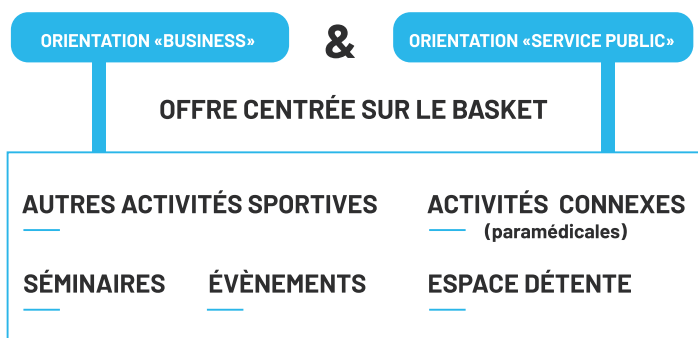 ORIENTATION «BUSINESS»
&
ORIENTATION «SERVICE PUBLIC»
OFFRE CENTRÉE SUR LE BASKET
AUTRES ACTIVITÉS SPORTIVES
ACTIVITÉS CONNEXES
(paramédicales)
SÉMINAIRES
ÉVÈNEMENTS
ESPACE DÉTENTE